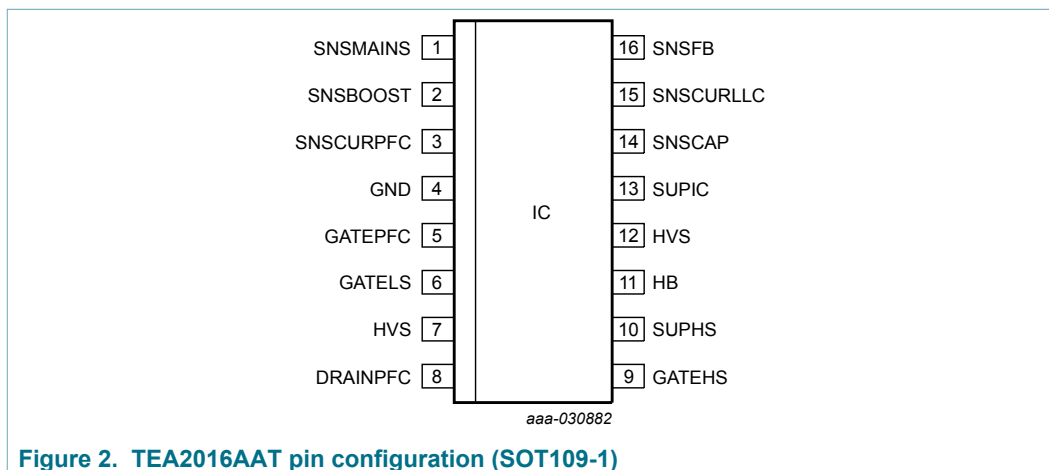 SNSMAINS 1 16 SNSFB
SNSBOOST 2 15 SNSCURLLC
SNSCURPFC 3 14 SNSCAP
GND 4 13 SUPIC
IC
GATEPFC 5 12 HVS
GATELS 6 11 HB
HVS 7 10 SUPHS
DRAINPFC 8 9 GATEHS
aaa-030882
Figure 2. TEA2016AAT pin configuration (SOT109-1)